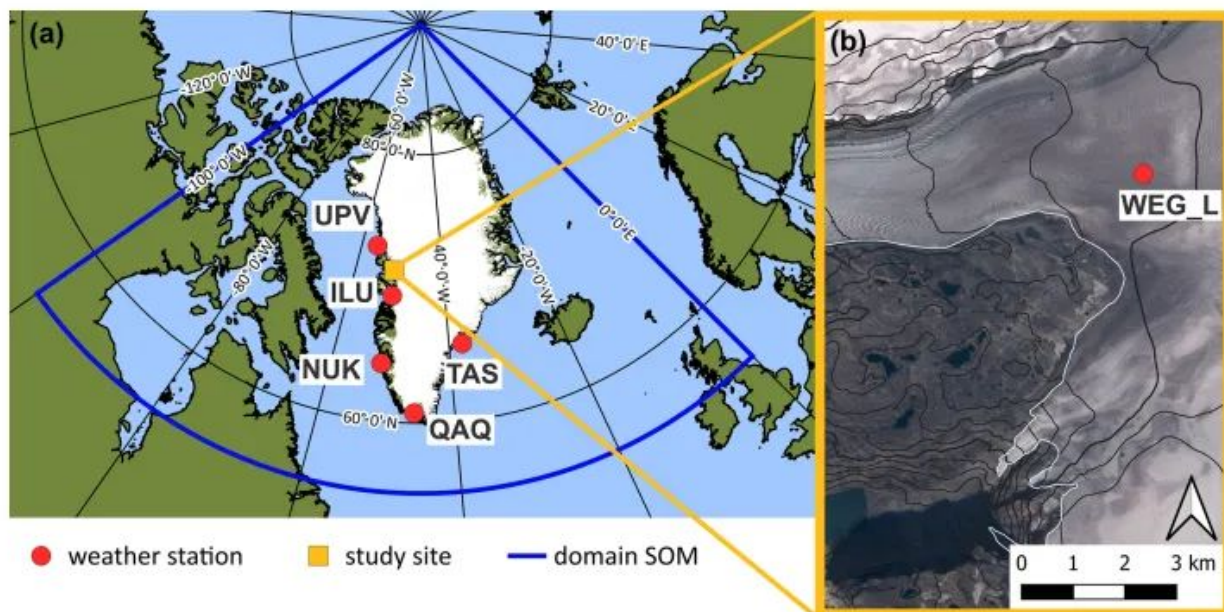 (a)
40°·0'·E
-120°·0'·W
60°·0'·W
20°·0'·E
80°·0'·N
-100°·0'·W
UPV
0°·0'·E
-20°·0'·W
40°·0'·W
-80°·0'·W
ILU
NUK
TAS
60°·0'·N
QAQ
weather station
study site
domain SOM
(b)
WEG_L
0 1 2 3 km